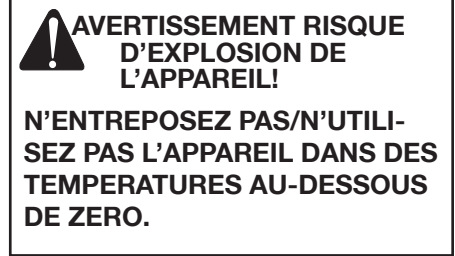 AVERTISSEMENT RISQUE
D’EXPLOSION DE
L’APPAREIL!
N’ENTREPOSEZ PAS/N’UTILI-
SEZ PAS L’APPAREIL DANS DES
TEMPERATURES AU-DESSOUS
DE ZERO.